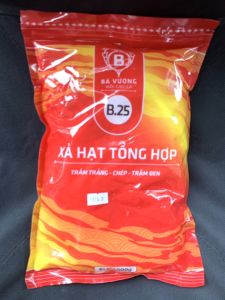 B
BÁ VƯƠNG
B.25
XẢ HẠT TỔNG HỢP
TRẮM TRẮNG - CHÉP - TRẮM ĐEN